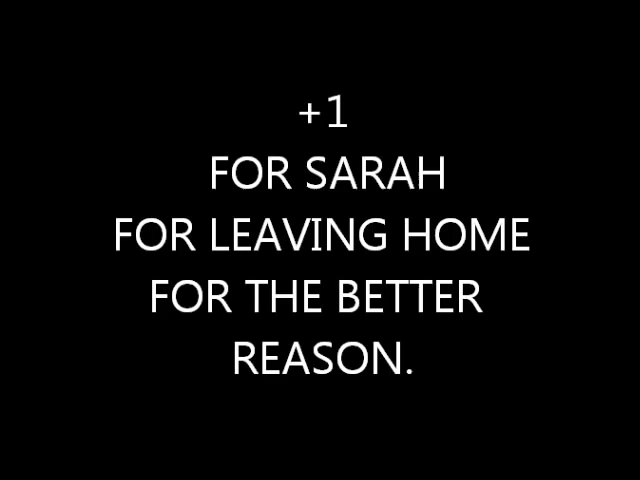 +1
FOR SARAH
FOR LEAVING HOME
FOR THE BETTER
REASON.